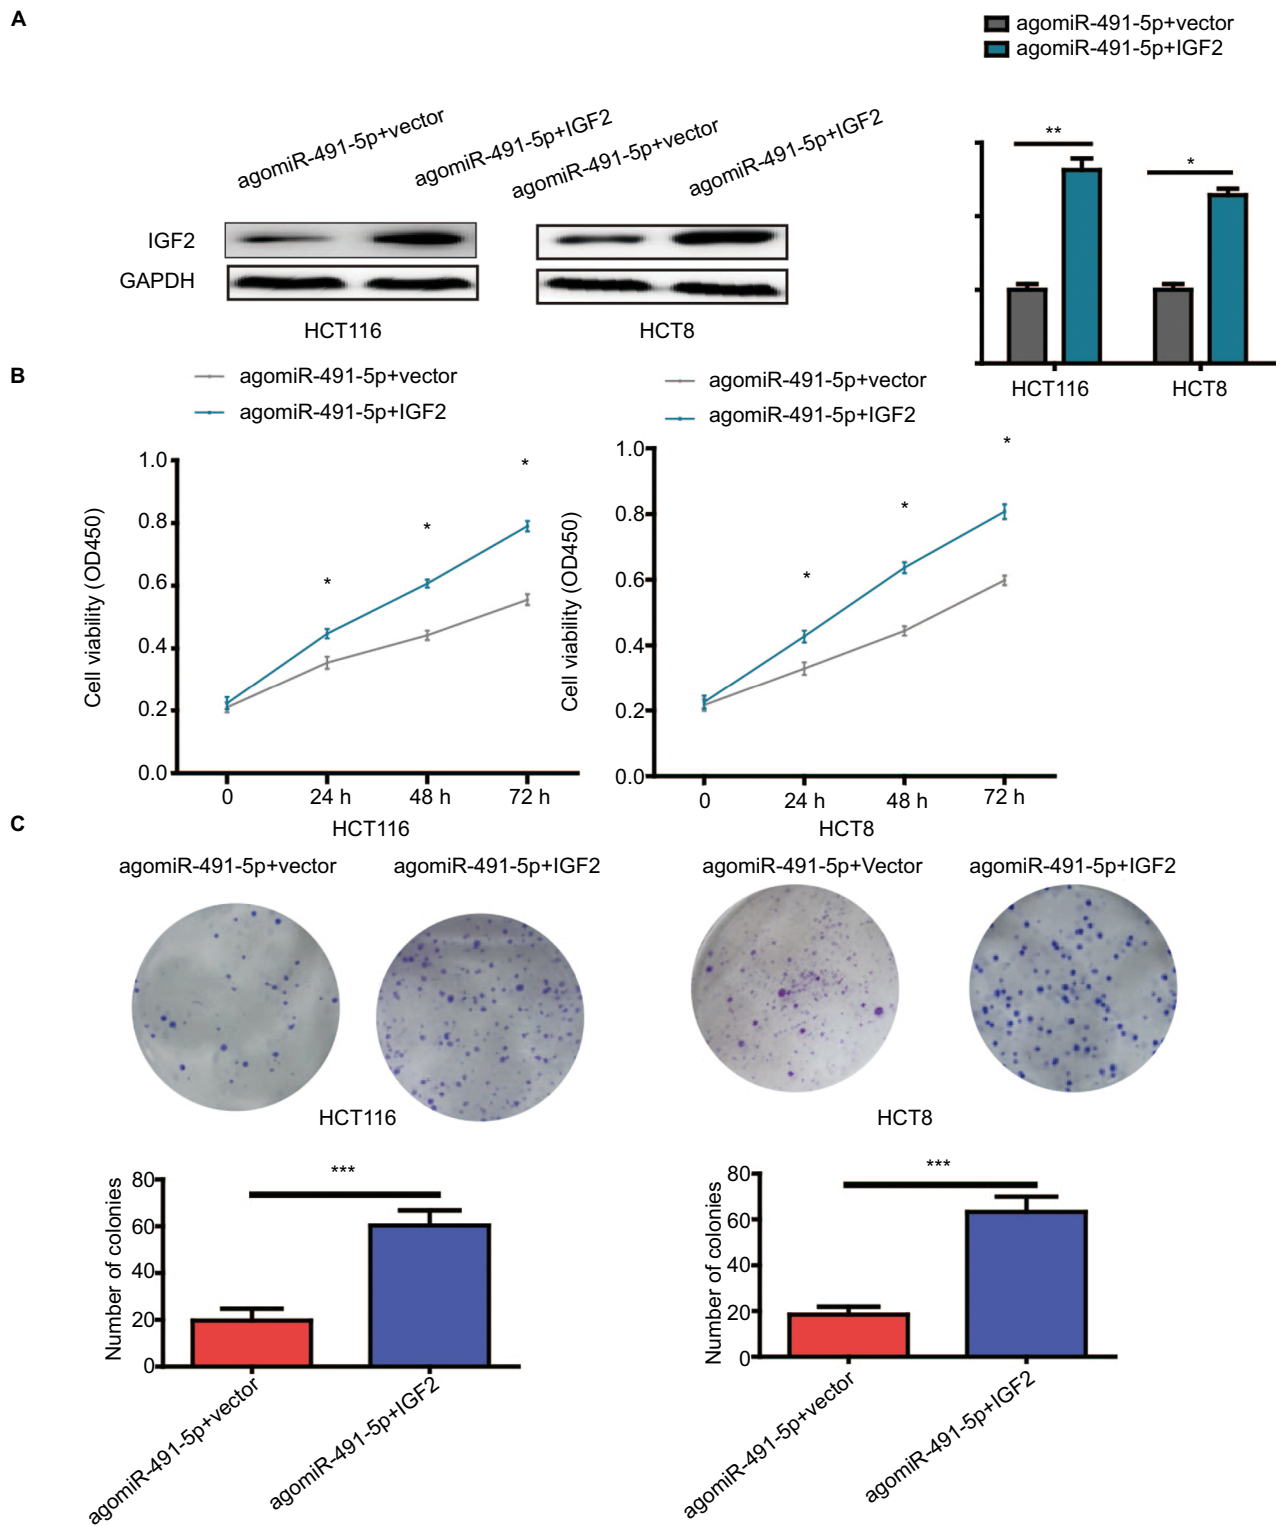 A
agomiR-491-5p+vector
agomiR-491-5p+IGF2
agomiR-491-5p+vector
agomiR-491-5p+IGF2
agomiR-491-5p+vector
agomiR-491-5p+IGF2
IGF2
GAPDH
HCT116
HCT8
**
*
HCT116
HCT8
B
agomiR-491-5p+vector
agomiR-491-5p+IGF2
Cell viability (OD450)
1.0
0.8
0.6
0.4
0.2
0.0
*
*
*
0
24 h
48 h
72 h
HCT116
agomiR-491-5p+vector
agomiR-491-5p+IGF2
Cell viability (OD450)
1.0
0.8
0.6
0.4
0.2
0.0
*
*
*
0
24 h
48 h
72 h
HCT8
C
agomiR-491-5p+vector
agomiR-491-5p+IGF2
agomiR-491-5p+Vector
agomiR-491-5p+IGF2
HCT116
HCT8
Number of colonies
80
60
40
20
0
***
agomiR-491-5p+vector
agomiR-491-5p+IGF2
Number of colonies
80
60
40
20
0
***
agomiR-491-5p+vector
agomiR-491-5p+IGF2